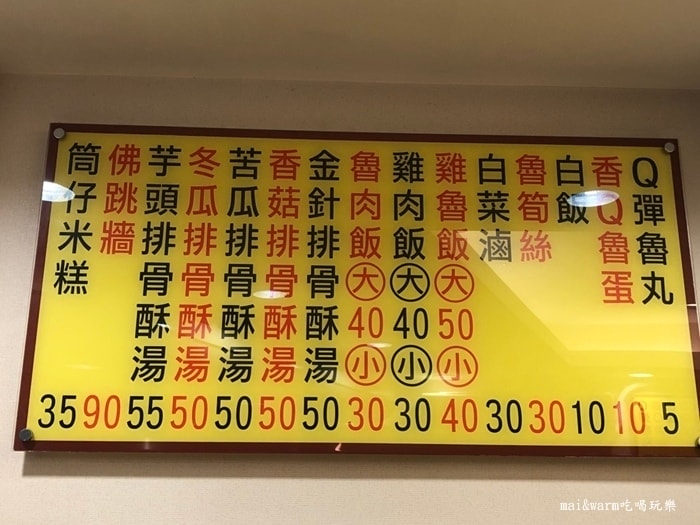 Q彈魯丸 5
香Q魯蛋 10
白飯 10
魯筍絲 30
白菜滷 30
雞魯飯 大 50 小 40
雞肉飯 大 40 小 30
魯肉飯 大 40 小 30
金針排骨酥湯 50
香菇排骨酥湯 50
苦瓜排骨酥湯 50
冬瓜排骨酥湯 50
芋頭排骨酥湯 55
佛跳牆 90
筒仔米糕 35
mai&warm吃喝玩樂